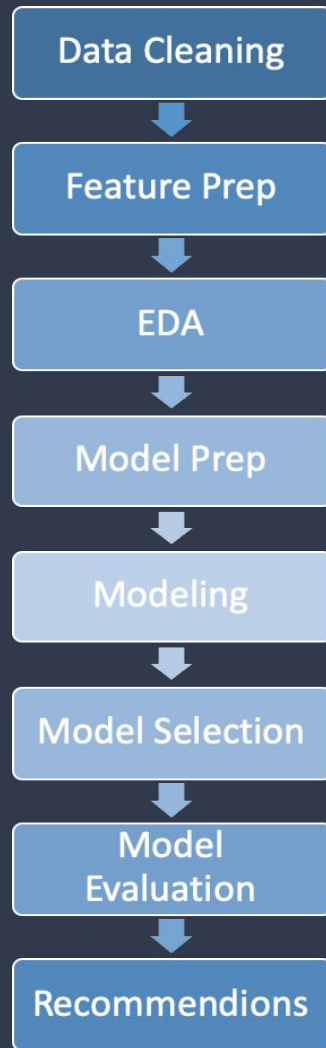 Data Cleaning
Feature Prep
EDA
Model Prep
Modeling
Model Selection
Model
Evaluation
Recommendions